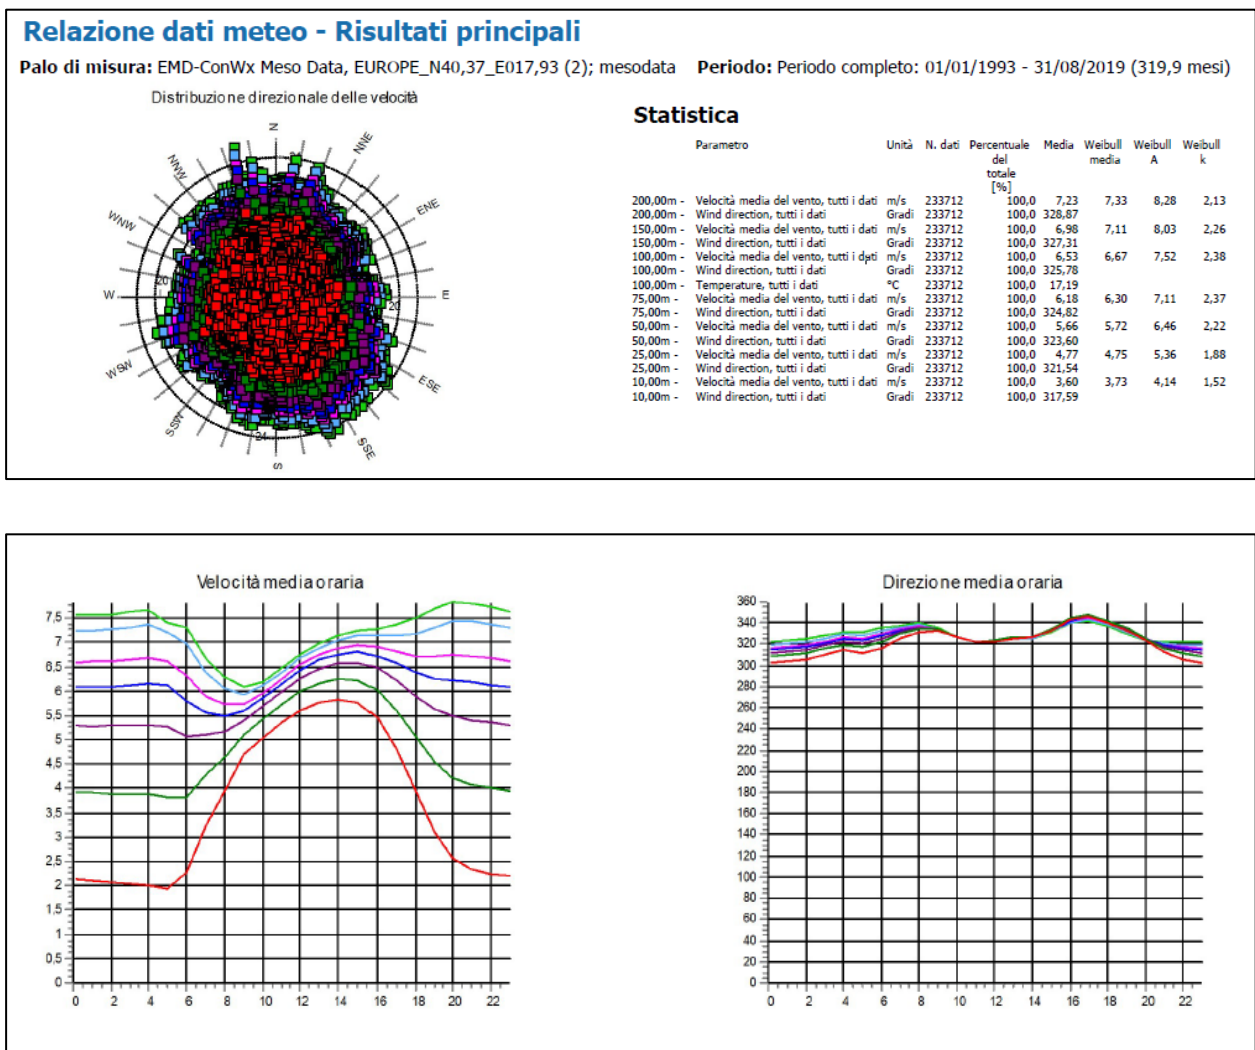 Relazione dati meteo - Risultati principali
Palo di misura: EMD-ConWx Meso Data, EUROPE_N40,37_E017,93 (2); mesodata Periodo: Periodo completo: 01/01/1993 - 31/08/2019 (319,9 mesi)
Distribuzione direzionale delle velocità
N
NNE
ENE
E
ESE
SSE
S
SSW
WSW
W
WNW
NNW
20
20
24
Statistica
Parametro Unità N. dati Percentuale del totale [%] Media Weibull media Weibull A Weibull k
200,00m - Velocità media del vento, tutti i dati m/s 233712 100,0 7,23 7,33 8,28 2,13
200,00m - Wind direction, tutti i dati Gradi 233712 100,0 328,87
150,00m - Velocità media del vento, tutti i dati m/s 233712 100,0 6,98 7,11 8,03 2,26
150,00m - Wind direction, tutti i dati Gradi 233712 100,0 327,31
100,00m - Velocità media del vento, tutti i dati m/s 233712 100,0 6,53 6,67 7,52 2,38
100,00m - Wind direction, tutti i dati Gradi 233712 100,0 325,78
100,00m - Temperature, tutti i dati °C 233712 100,0 17,19
75,00m - Velocità media del vento, tutti i dati m/s 233712 100,0 6,18 6,30 7,11 2,37
75,00m - Wind direction, tutti i dati Gradi 233712 100,0 324,82
50,00m - Velocità media del vento, tutti i dati m/s 233712 100,0 5,66 5,72 6,46 2,22
50,00m - Wind direction, tutti i dati Gradi 233712 100,0 323,60
25,00m - Velocità media del vento, tutti i dati m/s 233712 100,0 4,77 4,75 5,36 1,88
25,00m - Wind direction, tutti i dati Gradi 233712 100,0 321,54
10,00m - Velocità media del vento, tutti i dati m/s 233712 100,0 3,60 3,73 4,14 1,52
10,00m - Wind direction, tutti i dati Gradi 233712 100,0 317,59
Velocità media oraria
7,5
7
6,5
6
5,5
5
4,5
4
3,5
3
2,5
2
1,5
1
0,5
0
0 2 4 6 8 10 12 14 16 18 20 22
Direzione media oraria
360
340
320
300
280
260
240
220
200
180
160
140
120
100
80
60
40
20
0
0 2 4 6 8 10 12 14 16 18 20 22